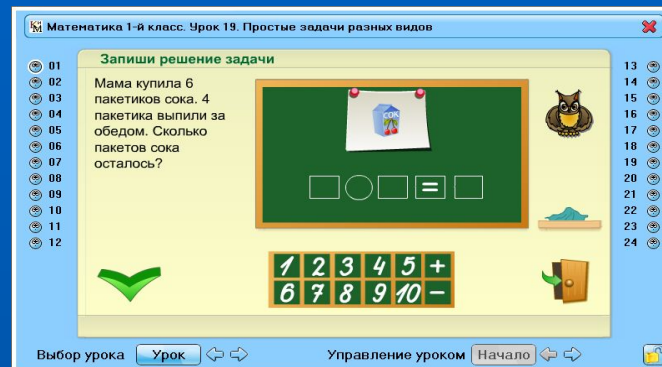 КМ Математика 1-й класс. Урок 19. Простые задачи разных видов
Запиши решение задачи
Мама купила 6
пакетиков сока. 4
пакетика выпили за
обедом. Сколько
пакетов сока
осталось?
01
02
03
04
05
06
07
08
09
10
11
12
СОК
=
1 2 3 4 5 +
6 7 8 9 10 −
13
14
15
16
17
18
19
20
21
22
23
24
Выбор урока Урок Управление уроком Начало